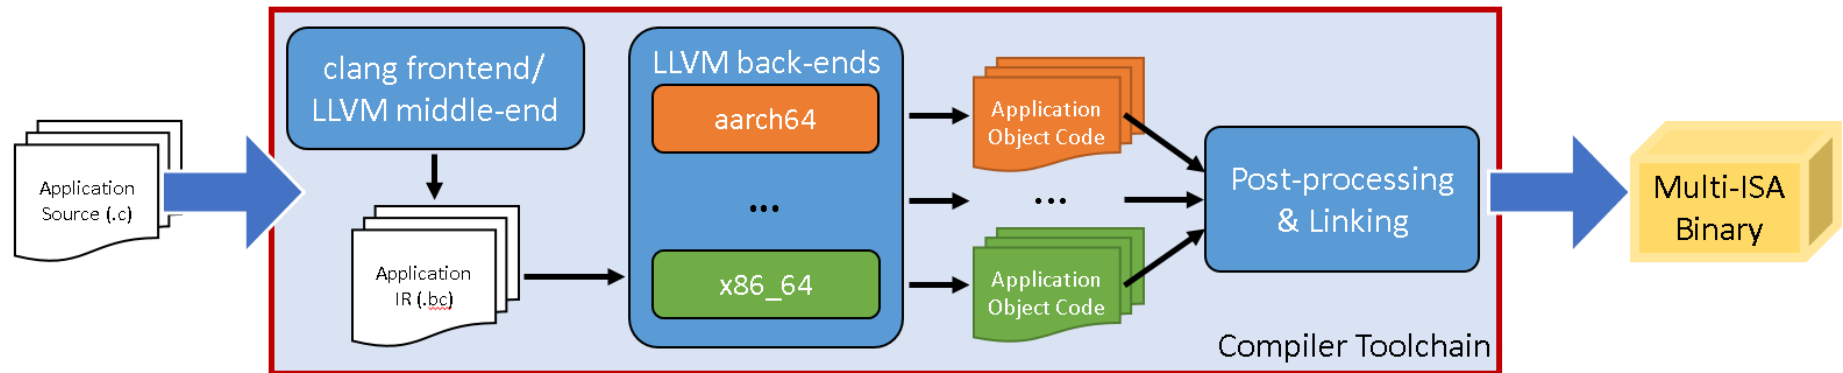 Application
Source (.c)
clang frontend/
LLVM middle-end
Application
IR (.bc)
LLVM back-ends
aarch64
...
x86_64
Application
Object Code
...
Application
Object Code
Post-processing
& Linking
Compiler Toolchain
Multi-ISA
Binary